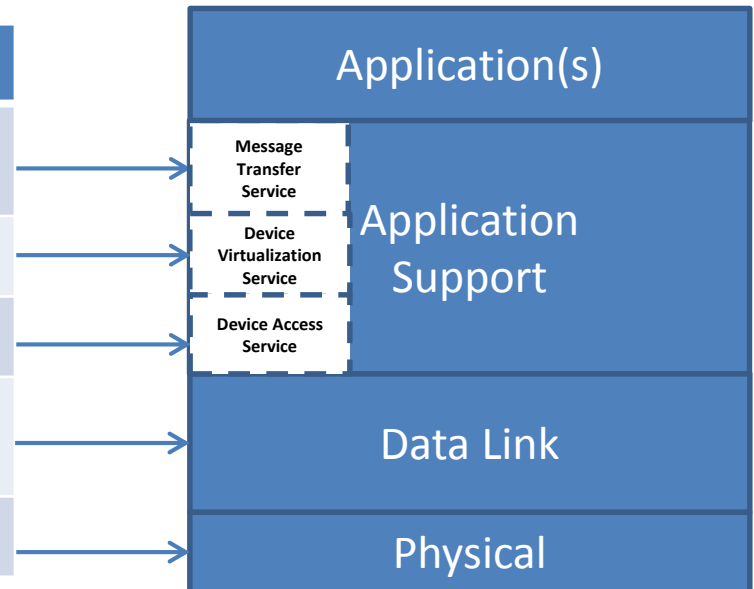 Application(s)
Message
Transfer
Service
Application
Support
Device
Virtualization
Service
Device Access
Service
Data Link
Physical